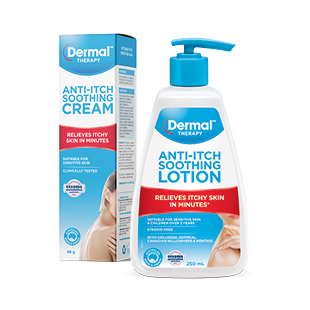 Dermal™
THERAPY
ANTI-ITCH
SOOTHING
CREAM
RELIEVES ITCHY
SKIN IN MINUTES
SUITABLE FOR
SENSITIVE SKIN
CLINICALLY TESTED
Dermal™
THERAPY
ANTI-ITCH
SOOTHING
LOTION
RELIEVES ITCHY SKIN
IN MINUTES*
SUITABLE FOR SENSITIVE SKIN
& CHILDREN OVER 2 YEARS
STEROID FREE
WITH COLLOIDAL OATMEAL,
CANADIAN WILLOWHERB & MENTHOL
250 mL